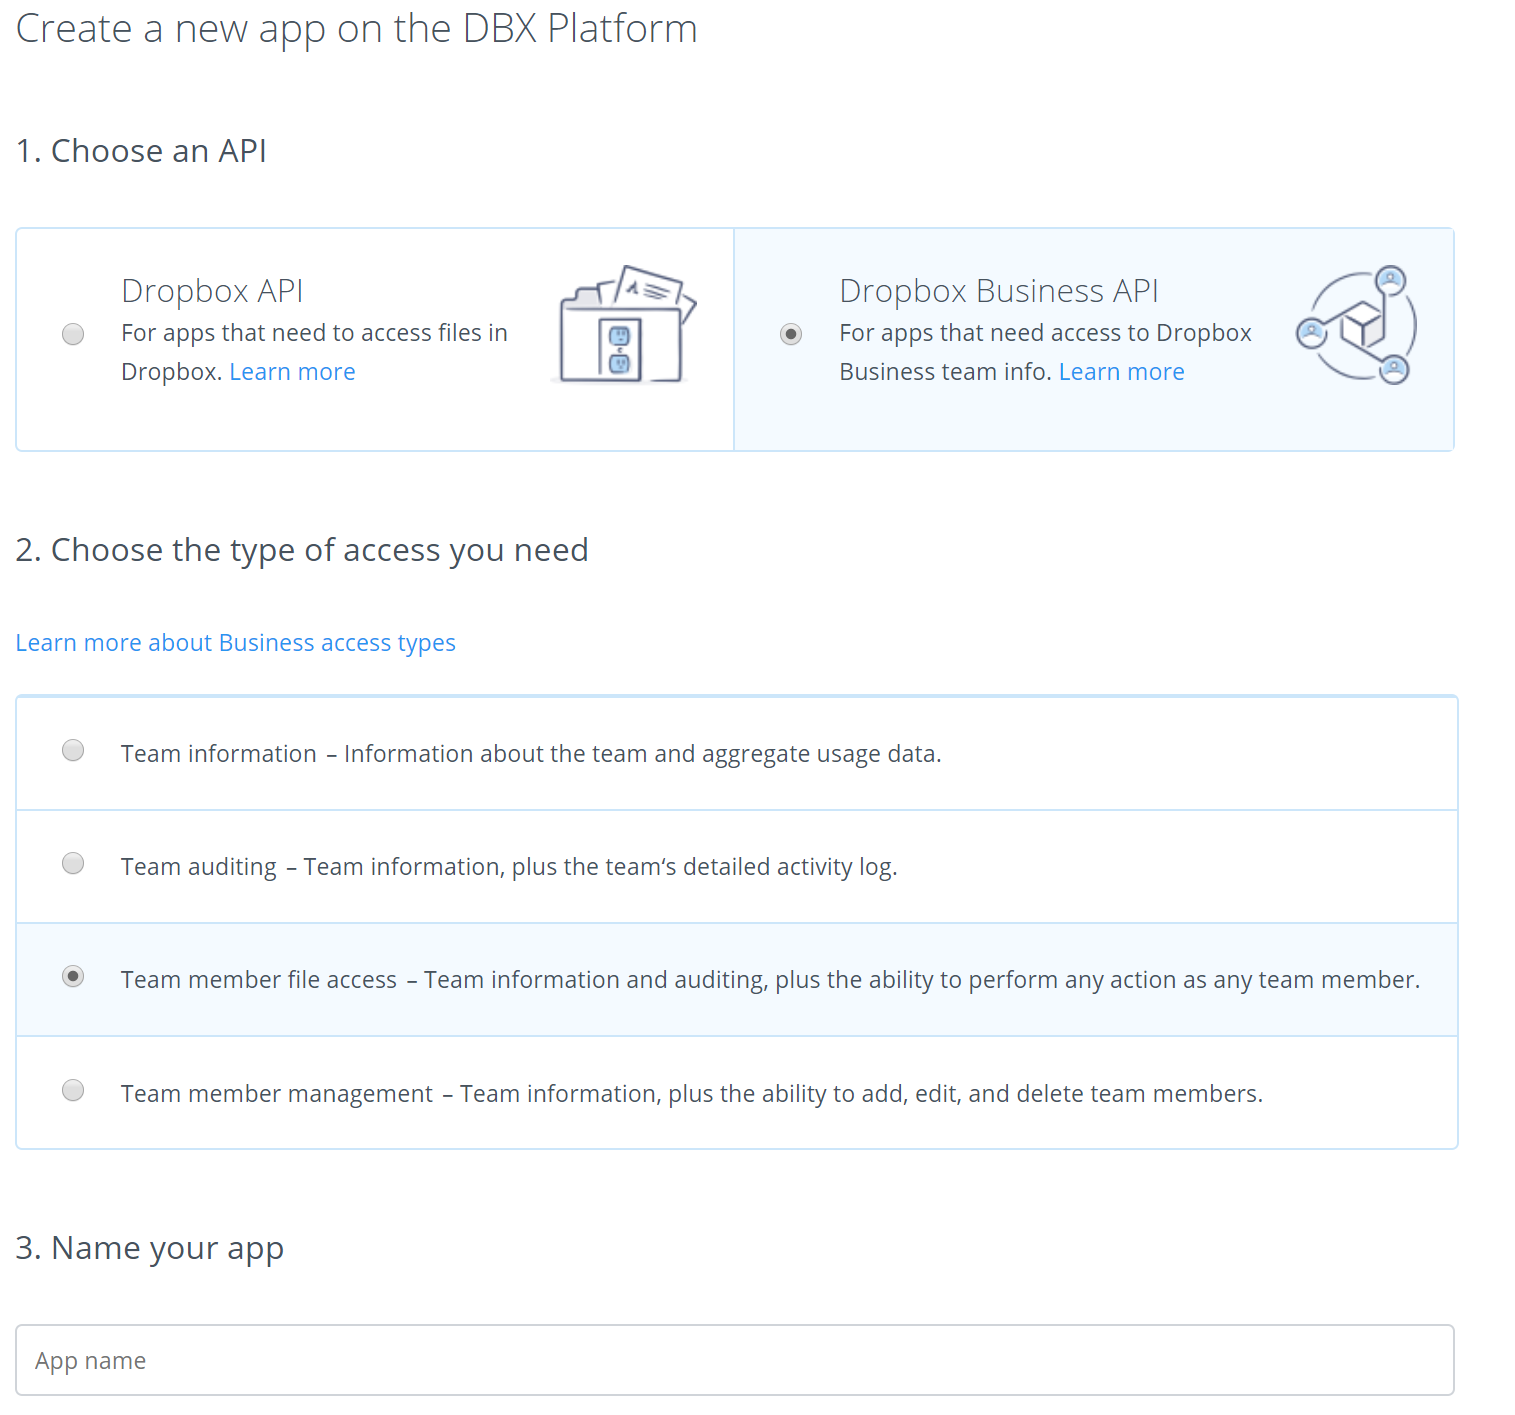 Create a new app on the DBX Platform
1. Choose an API
Dropbox API
For apps that need to access files in
Dropbox. Learn more
Dropbox Business API
For apps that need access to Dropbox
Business team info. Learn more
2. Choose the type of access you need
Learn more about Business access types
Team information – Information about the team and aggregate usage data.
Team auditing – Team information, plus the team‘s detailed activity log.
Team member file access – Team information and auditing, plus the ability to perform any action as any team member.
Team member management – Team information, plus the ability to add, edit, and delete team members.
3. Name your app
App name